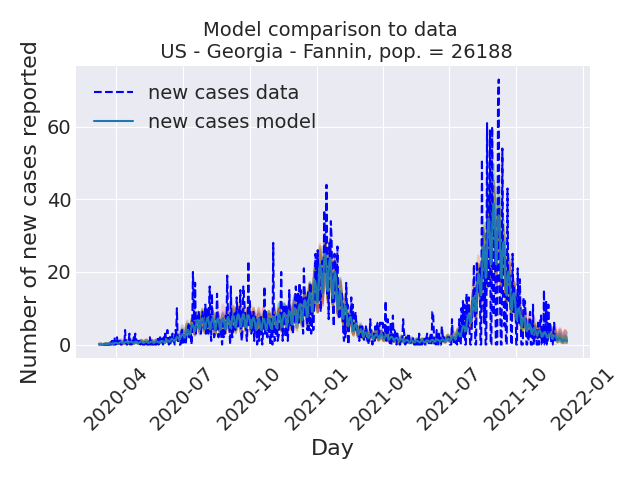 Model comparison to data
US - Georgia - Fannin, pop. = 26188
new cases data
new cases model
Number of new cases reported
60
40
20
0
2020-04
2020-07
2020-10
2021-01
2021-04
2021-07
2021-10
2022-01
Day